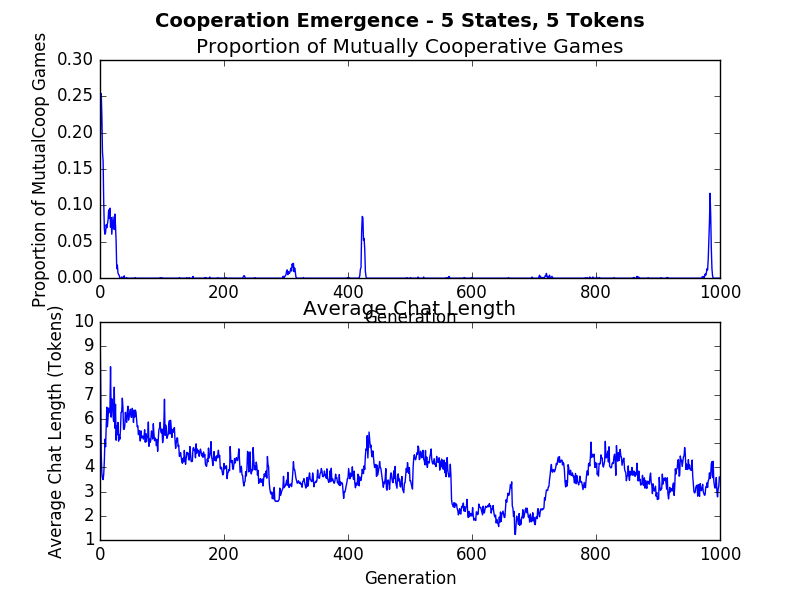 Cooperation Emergence - 5 States, 5 Tokens
Proportion of Mutually Cooperative Games
Proportion of MutualCoop Games
0.30
0.25
0.20
0.15
0.10
0.05
0.00
0 200 400 600 800 1000
Generation
Average Chat Length
Average Chat Length (Tokens)
10
9
8
7
6
5
4
3
2
1
0 200 400 600 800 1000
Generation